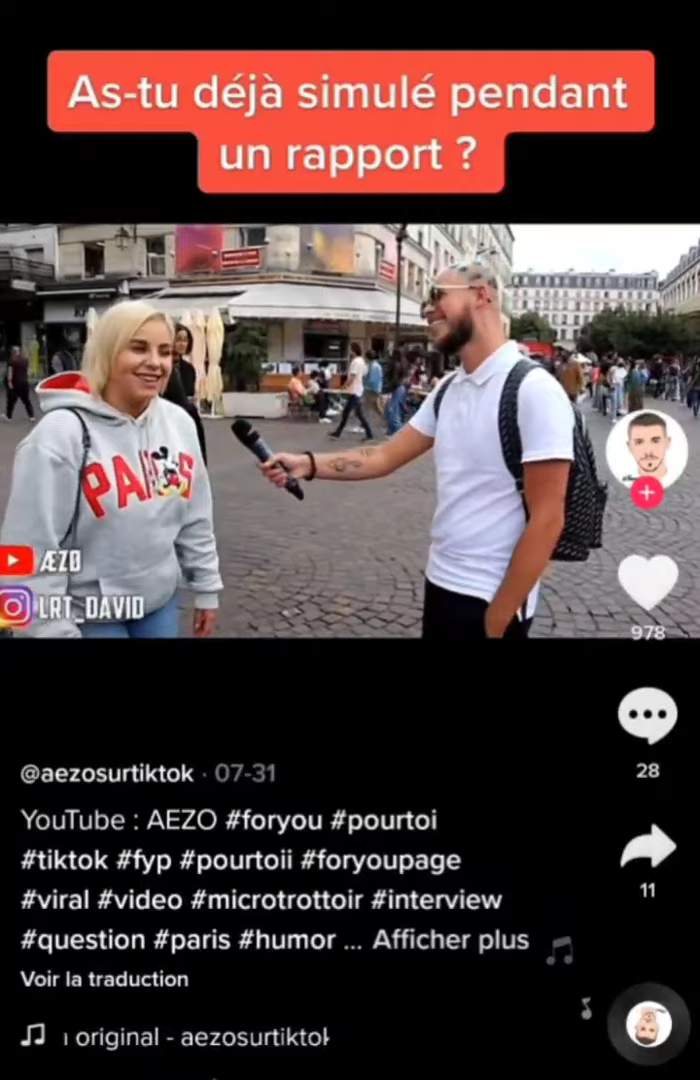 As-tu déjà simulé pendant
un rapport ?
PARIS
ÆZØ
LRT_DAVID
978
28
@aezosurtiktok · 07-31
YouTube : AEZO #foryou #pourtoi
#tiktok #fyp #pourtoii #foryoupage
11
#viral #video #microtrottoir #interview
#question #paris #humor ... Afficher plus
Voir la traduction
original - aezosurtiktok